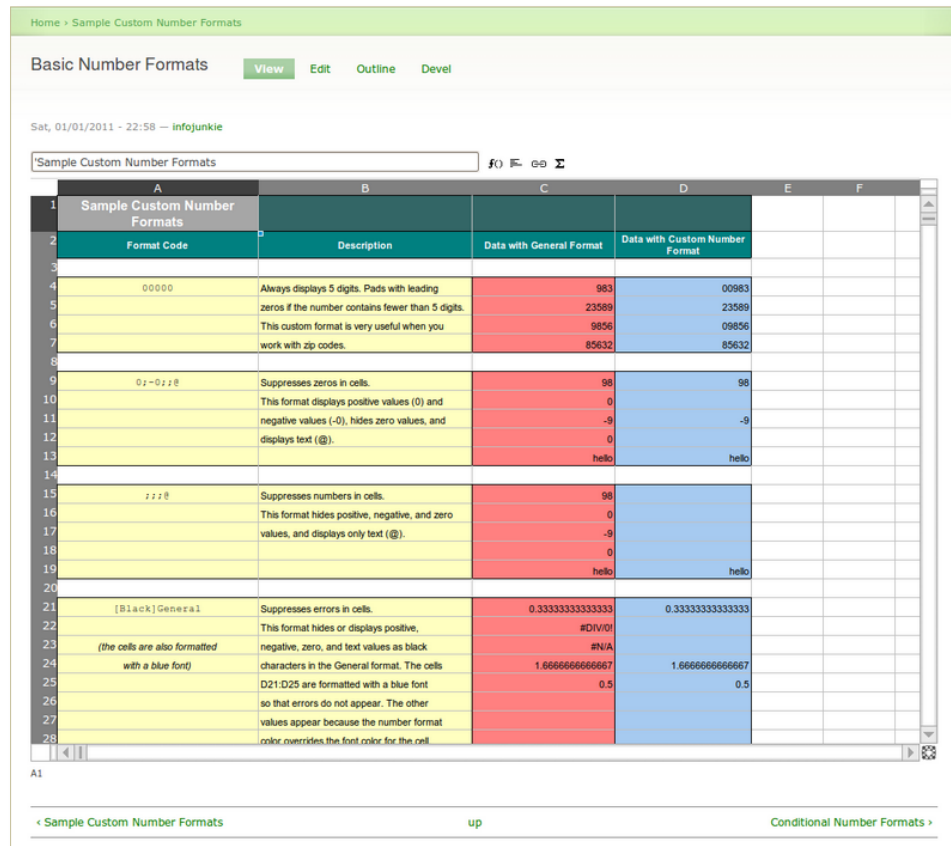 Home › Sample Custom Number Formats
Basic Number Formats View Edit Outline Devel
Sat, 01/01/2011 - 22:58 — infojunkie
'Sample Custom Number Formats f() Σ
A B C D E F
1 Sample Custom Number
Formats
2 Format Code Description Data with General Format Data with Custom Number
Format
3
4 00000 Always displays 5 digits. Pads with leading 983 00983
5 zeros if the number contains fewer than 5 digits. 23589 23589
6 This custom format is very useful when you 9856 09856
7 work with zip codes. 85632 85632
8
9 0;-0;;@ Suppresses zeros in cells. 98 98
10 This format displays positive values (0) and 0
11 negative values (-0), hides zero values, and -9 -9
12 displays text (@). 0
13 hello hello
14
15 ;;;@ Suppresses numbers in cells. 98
16 This format hides positive, negative, and zero 0
17 values, and displays only text (@). -9
18 0
19 hello hello
20
21 [Black]General Suppresses errors in cells. 0.33333333333333 0.33333333333333
22 This format hides or displays positive, #DIV/0!
23 (the cells are also formatted negative, zero, and text values as black #N/A
24 with a blue font) characters in the General format. The cells 1.6666666666667 1.6666666666667
25 D21:D25 are formatted with a blue font 0.5 0.5
26 so that errors do not appear. The other
27 values appear because the number format
28 color overrides the font color for the cell
A1
‹ Sample Custom Number Formats up Conditional Number Formats ›